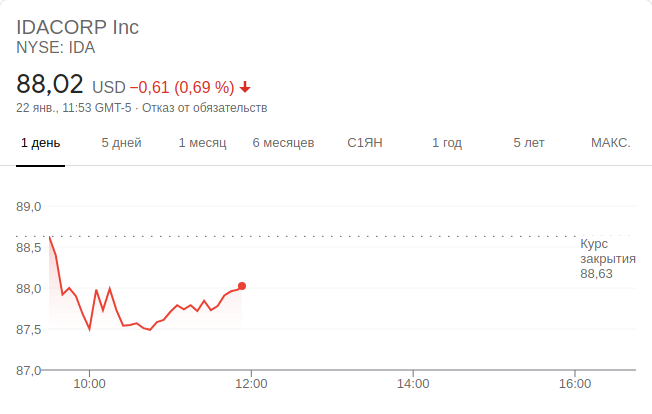 IDACORP Inc
NYSE: IDA
88,02 USD −0,61 (0,69 %)
22 янв., 11:53 GMT-5 · Отказ от обязательств
1 день 5 дней 1 месяц 6 месяцев С1ЯН 1 год 5 лет МАКС.
89,0
88,5
88,0
87,5
87,0
Курс
закрытия
88,63
10:00 12:00 14:00 16:00